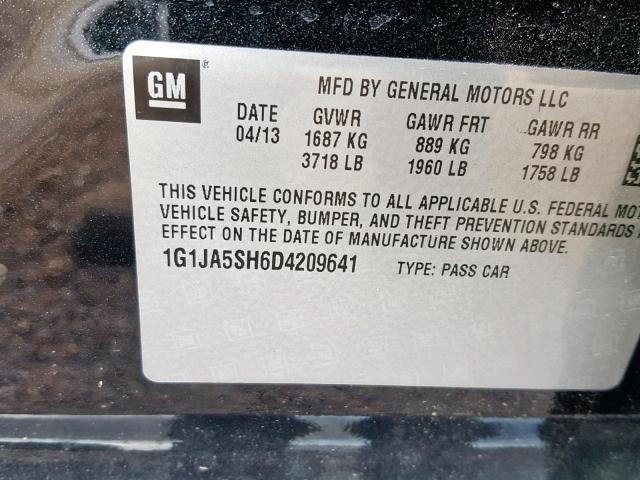 GM ®
MFD BY GENERAL MOTORS LLC
DATE GVWR GAWR FRT GAWR RR
04/13 1687 KG 889 KG 798 KG
3718 LB 1960 LB 1758 LB
THIS VEHICLE CONFORMS TO ALL APPLICABLE U.S. FEDERAL MOT
VEHICLE SAFETY, BUMPER, AND THEFT PREVENTION STANDARDS I
EFFECT ON THE DATE OF MANUFACTURE SHOWN ABOVE.
1G1JA5SH6D4209641 TYPE: PASS CAR